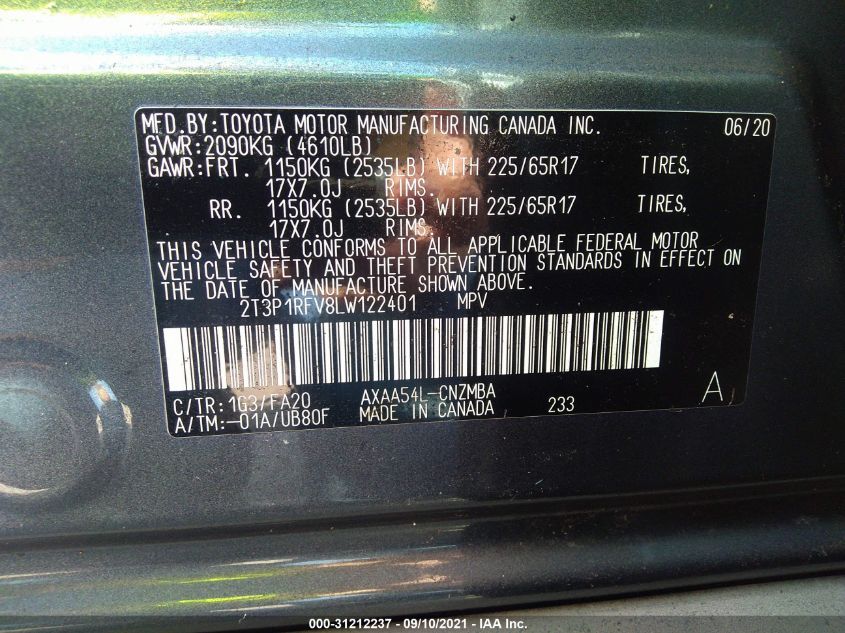 MFD.BY:TOYOTA MOTOR MANUFACTURING CANADA INC. 06/20
GVWR:2090KG (4610LB)
GAWR:FRT. 1150KG (2535LB) WITH 225/65R17 TIRES,
17X7.0J RIMS.
RR. 1150KG (2535LB) WITH 225/65R17 TIRES,
17X7.0J RIMS.
THIS VEHICLE CONFORMS TO ALL APPLICABLE FEDERAL MOTOR
VEHICLE SAFETY AND THEFT PREVENTION STANDARDS IN EFFECT ON
THE DATE OF MANUFACTURE SHOWN ABOVE.
2T3P1RFV8LW122401 MPV
C/TR:1G3/FA20 AXAA54L-CNZMBA A
A/TM:-01A/UB80F MADE IN CANADA 233
000-31212237 - 09/10/2021 - IAA Inc.